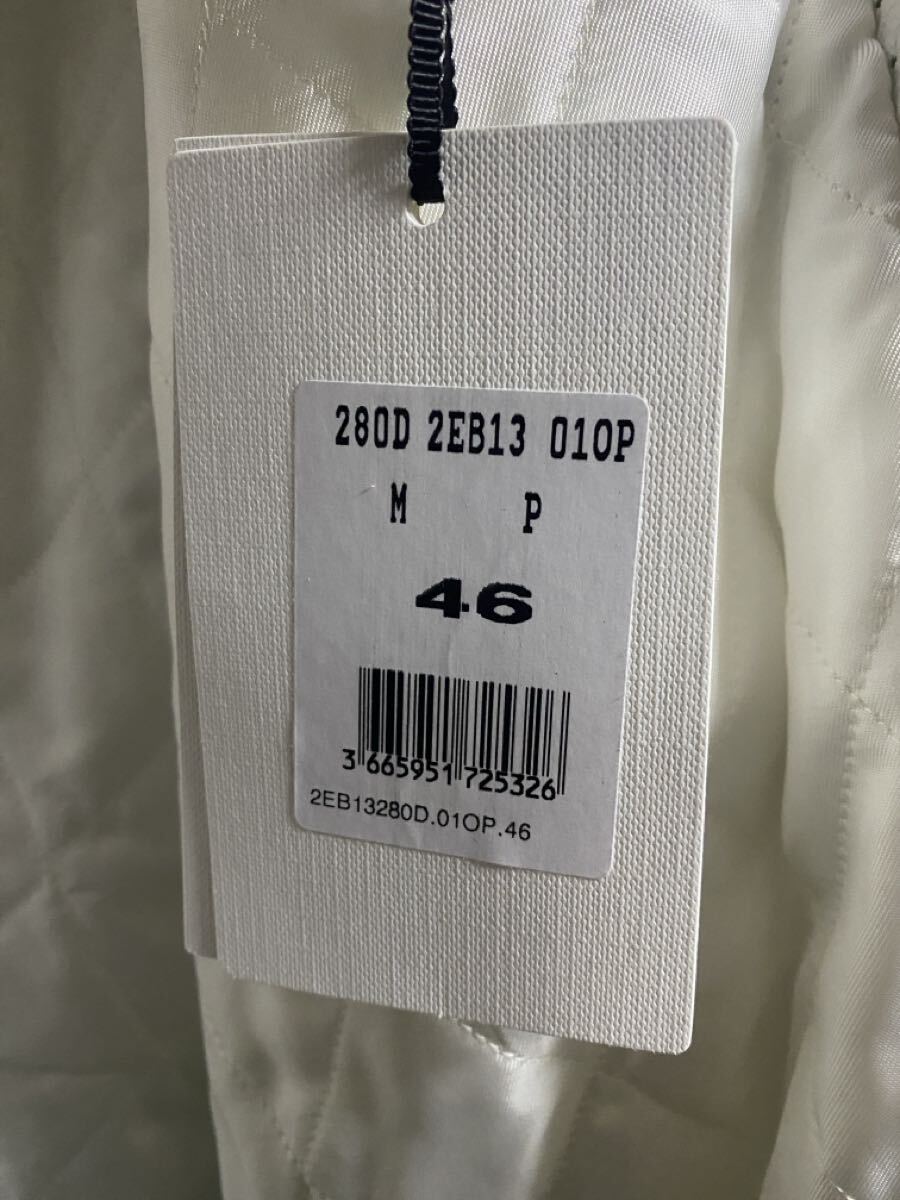 280D 2EB13 01OP
M P
46
3 665951 725326
2EB13280D.01OP.46